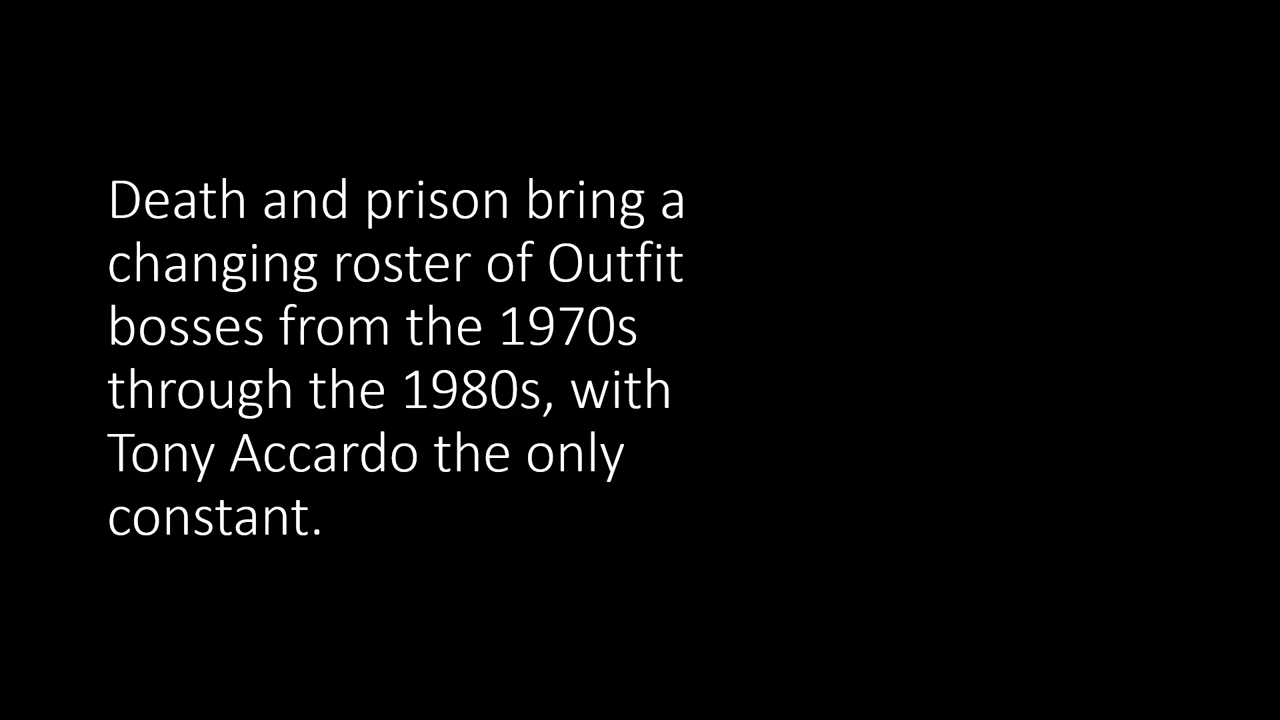 Death and prison bring a
changing roster of Outfit
bosses from the 1970s
through the 1980s, with
Tony Accardo the only
constant.